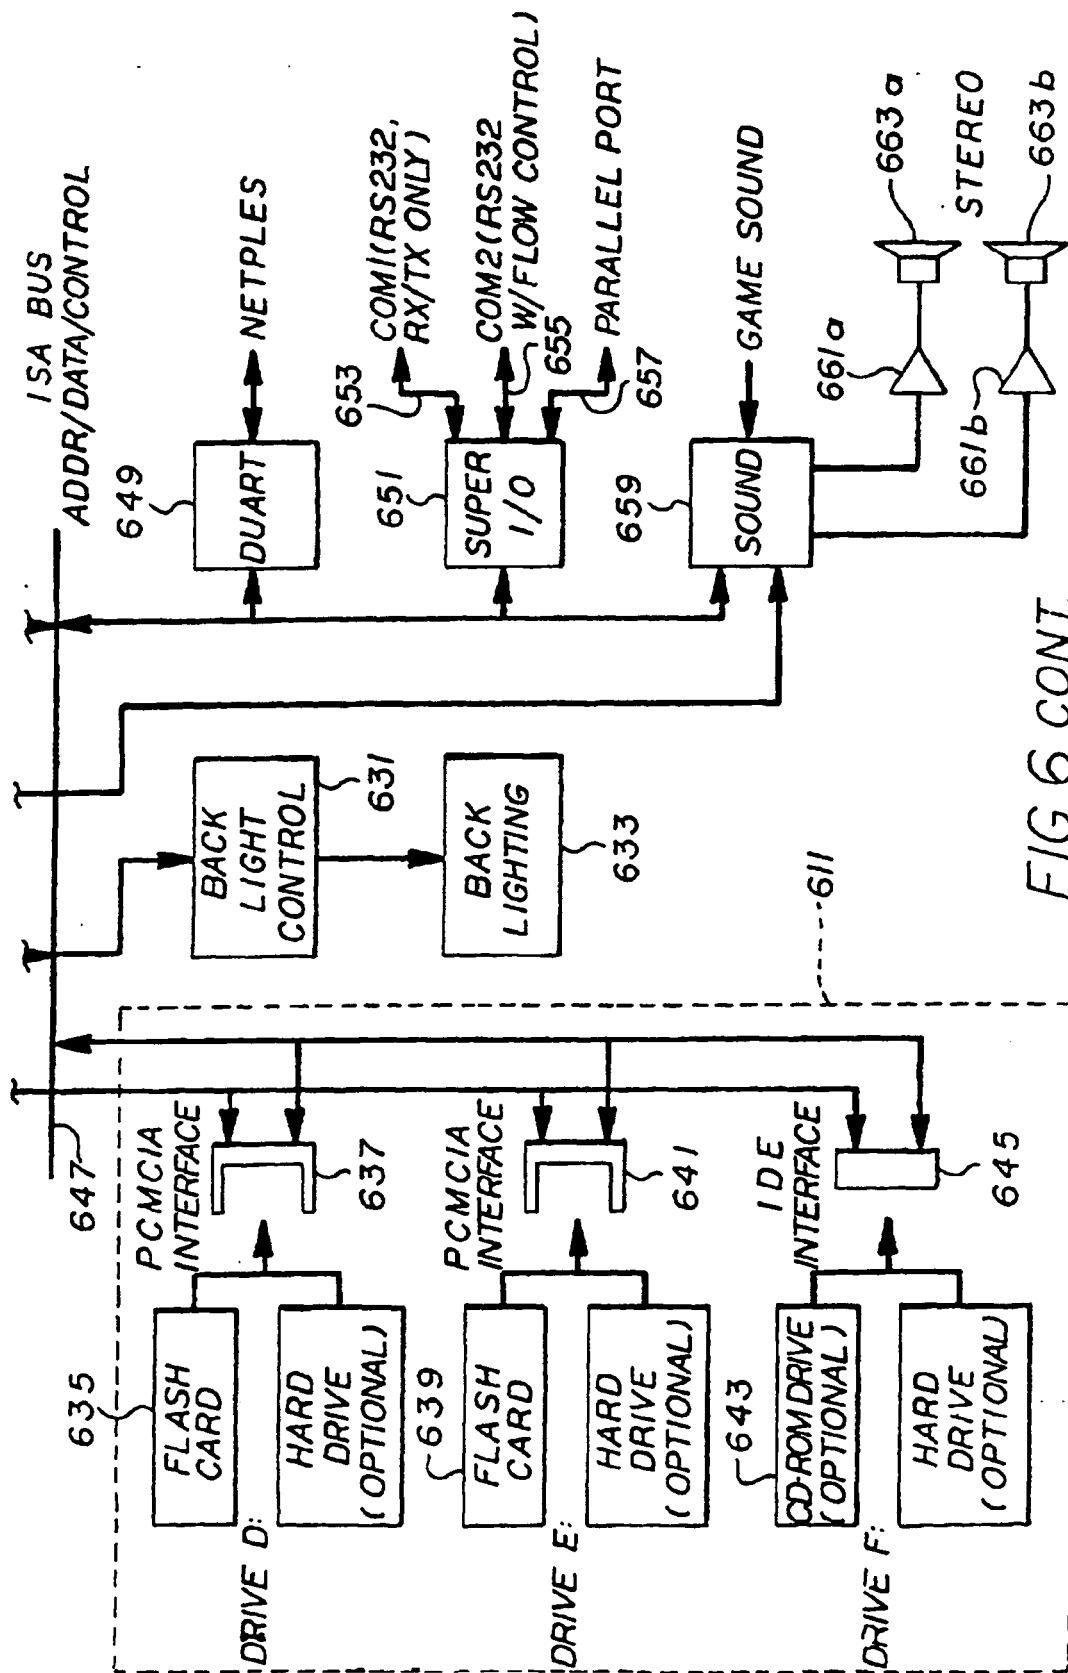 ISA BUS
ADDR/DATA/CONTROL
647
649
DUART
NETPLES
651
SUPER
I/O
653
COM1(RS232,
RX/TX ONLY)
COM2(RS232
W/FLOW CONTROL)
655
PARALLEL PORT
657
659
SOUND
GAME SOUND
661a
661b
663a
STEREO
663b
BACK
LIGHT
CONTROL
631
BACK
LIGHTING
633
611
635
FLASH
CARD
DRIVE D:
HARD
DRIVE
(OPTIONAL)
PCMCIA
INTERFACE
637
639
FLASH
CARD
DRIVE E:
HARD
DRIVE
(OPTIONAL)
PCMCIA
INTERFACE
641
643
CD-ROM DRIVE
(OPTIONAL)
DRIVE F:
HARD
DRIVE
(OPTIONAL)
IDE
INTERFACE
645
FIG 6 CONT.